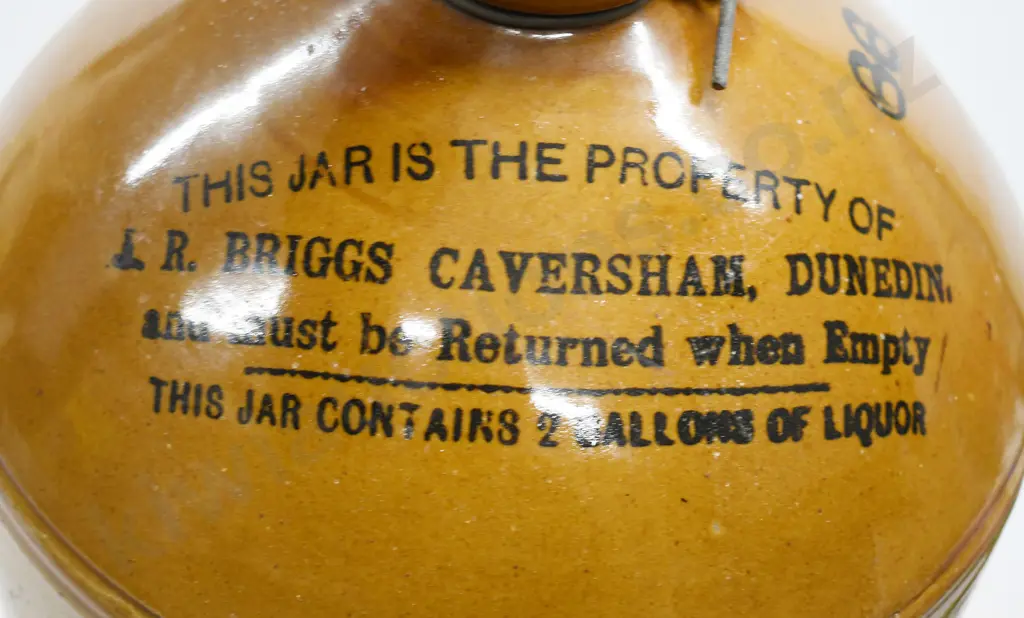 THIS JAR IS THE PROPERTY OF
J. R. BRIGGS CAVERSHAM, DUNEDIN.
and must be Returned when Empty
THIS JAR CONTAINS 2 GALLONS OF LIQUOR